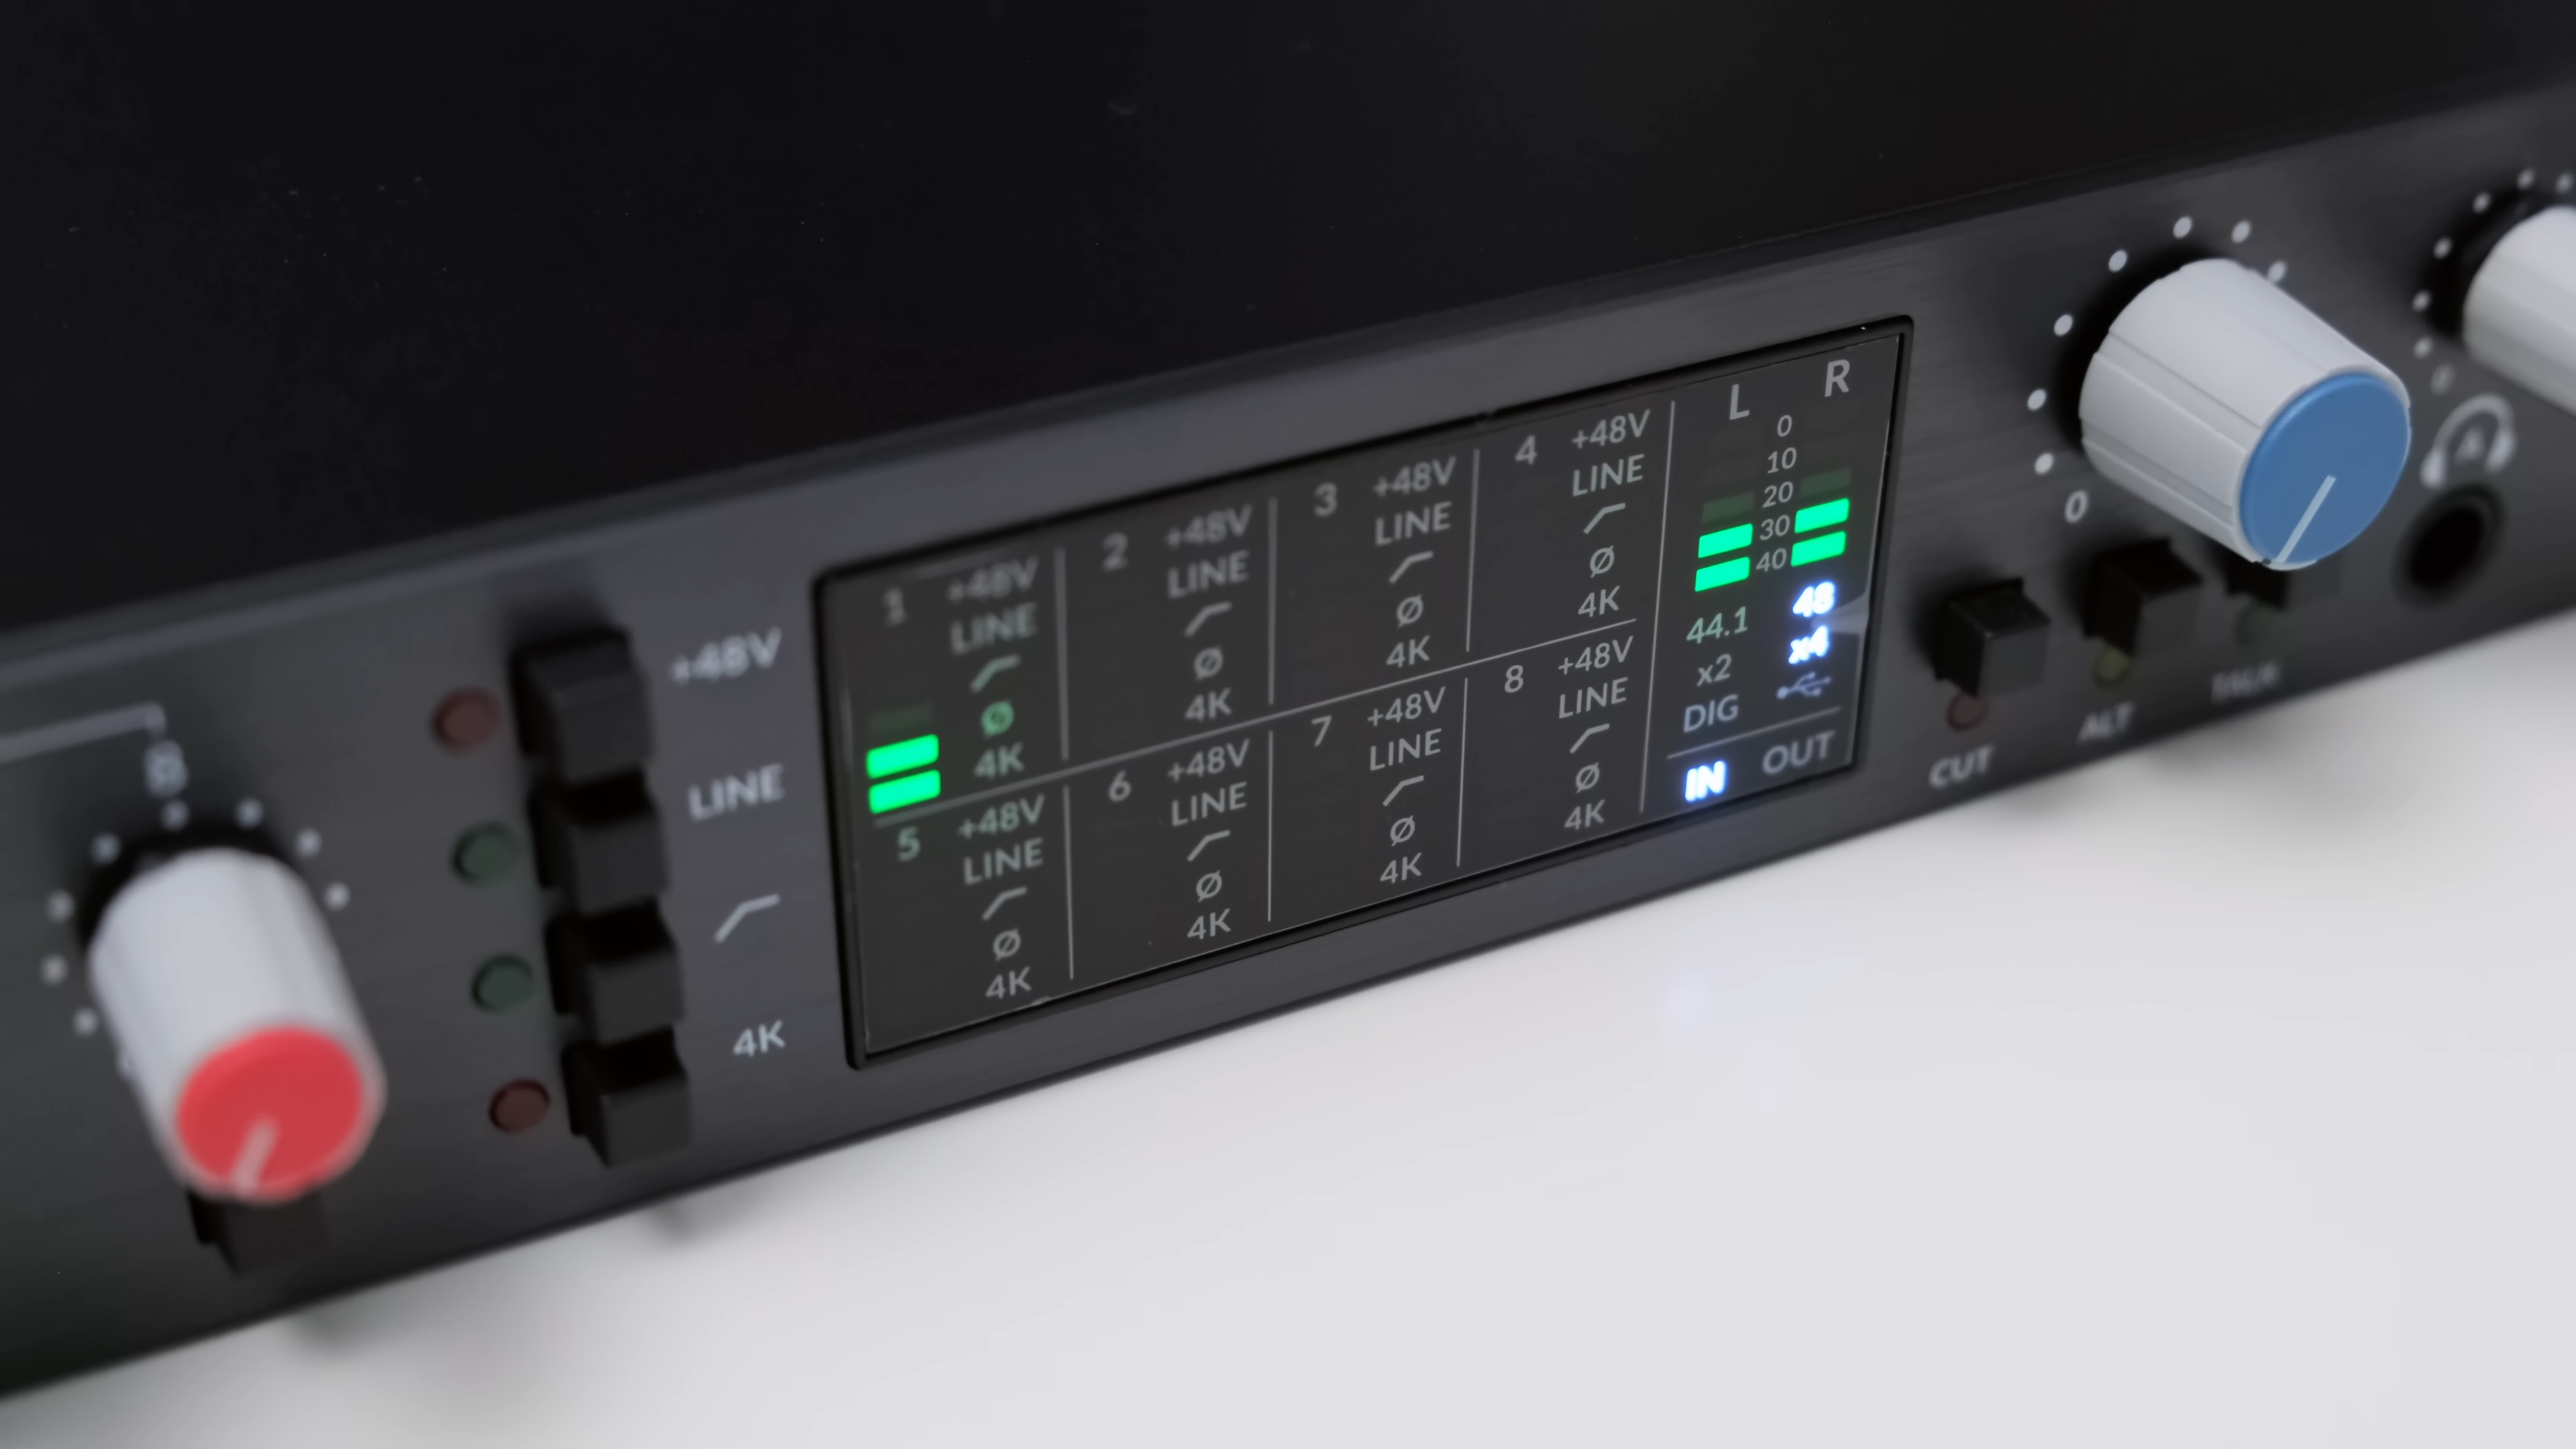 +48V
LINE
4K
1 +48V
LINE
Ø
4K
2 +48V
LINE
Ø
4K
3 +48V
LINE
Ø
4K
4 +48V
LINE
Ø
4K
5 +48V
LINE
Ø
4K
6 +48V
LINE
Ø
4K
7 +48V
LINE
Ø
4K
8 +48V
LINE
Ø
4K
L R
0
10
20
30
40
44.1 48
x2 x4
DIG
IN OUT
0
CUT
ALT
TALK
A
8